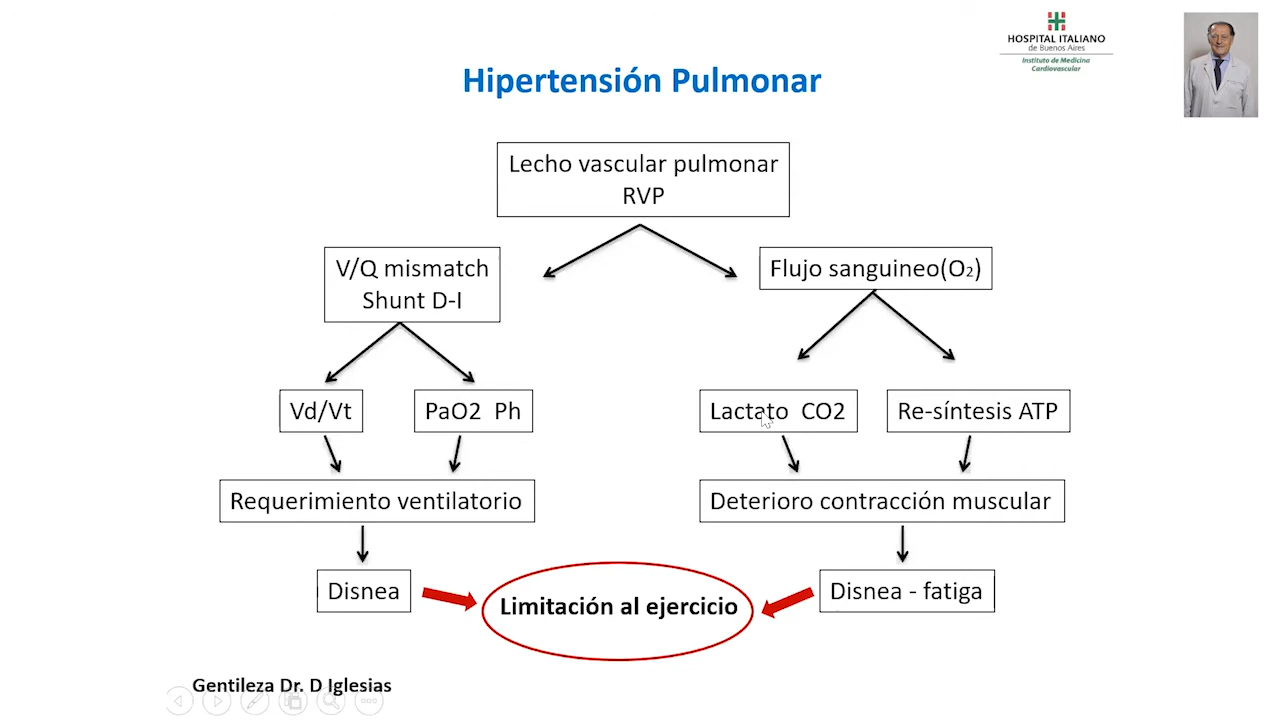 HOSPITAL ITALIANO
de Buenos Aires
Instituto de Medicina
Cardiovascular
Hipertensión Pulmonar
Lecho vascular pulmonar
RVP
V/Q mismatch
Shunt D-I
Flujo sanguineo(O₂)
Vd/Vt
PaO2 Ph
Lactato CO2
Re-síntesis ATP
Requerimiento ventilatorio
Deterioro contracción muscular
Disnea
Limitación al ejercicio
Disnea - fatiga
Gentileza Dr. D Iglesias